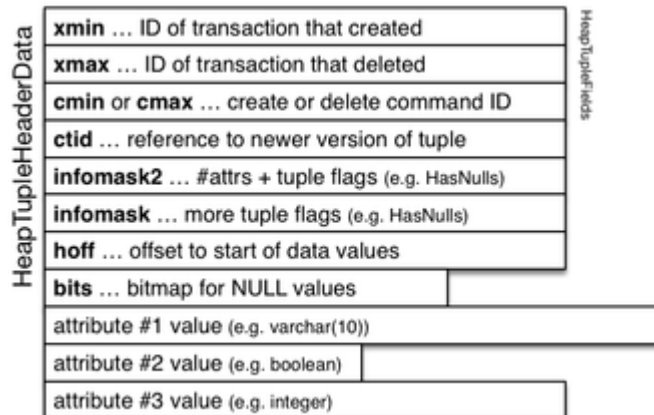 HeapTupleHeaderData
HeapTupleFields
xmin … ID of transaction that created
xmax … ID of transaction that deleted
cmin or cmax … create or delete command ID
ctid … reference to newer version of tuple
infomask2 … #attrs + tuple flags (e.g. HasNulls)
infomask … more tuple flags (e.g. HasNulls)
hoff … offset to start of data values
bits … bitmap for NULL values
attribute #1 value (e.g. varchar(10))
attribute #2 value (e.g. boolean)
attribute #3 value (e.g. integer)